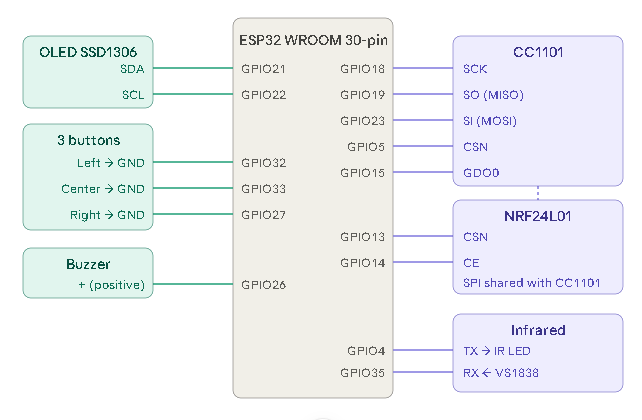 ESP32 WROOM 30-pin
OLED SSD1306
SDA
SCL
3 buttons
Left → GND
Center → GND
Right → GND
Buzzer
+ (positive)
GPIO21
GPIO22
GPIO32
GPIO33
GPIO27
GPIO26
GPIO18
GPIO19
GPIO23
GPIO5
GPIO15
GPIO13
GPIO14
GPIO4
GPIO35
CC1101
SCK
SO (MISO)
SI (MOSI)
CSN
GDO0
NRF24L01
CSN
CE
SPI shared with CC1101
Infrared
TX → IR LED
RX ← VS1838